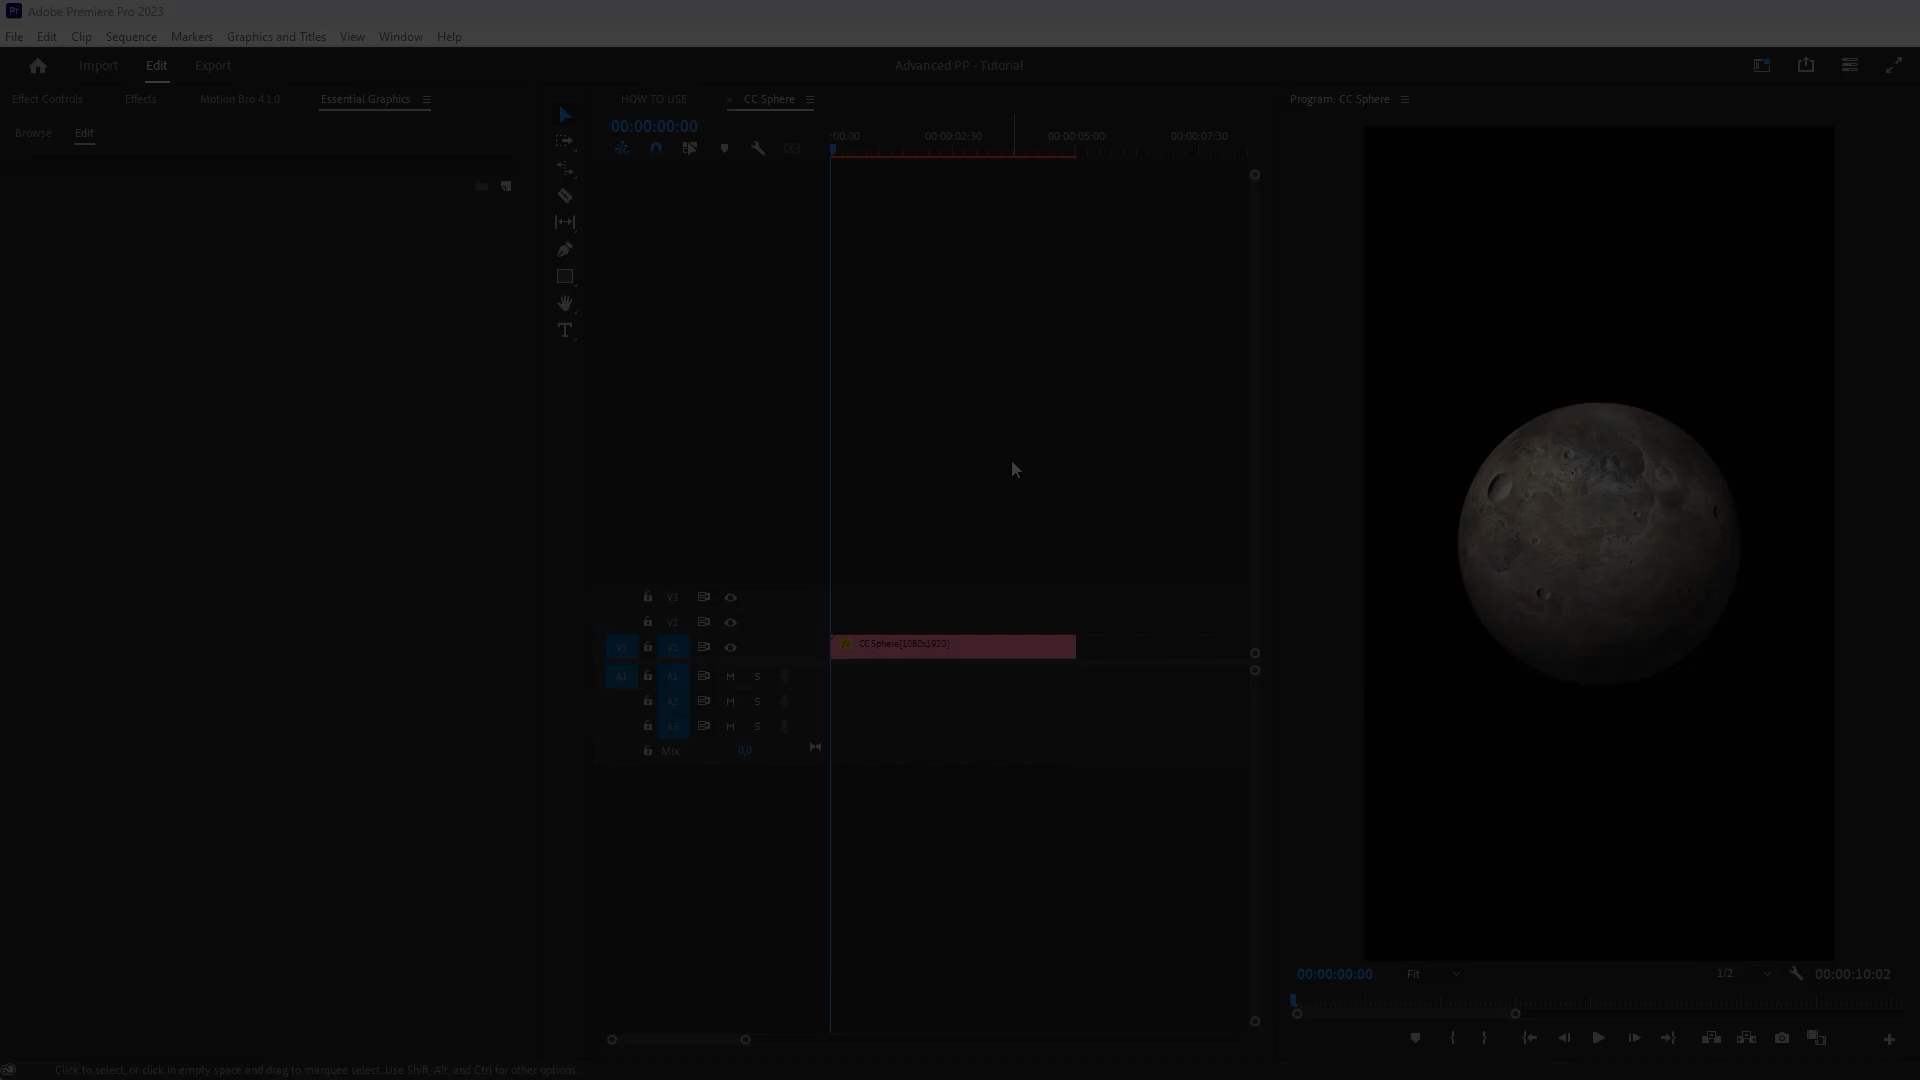 Pr Adobe Premiere Pro 2023
File Edit Clip Sequence Markers Graphics and Titles View Window Help
Import Edit Export
Advanced PP - Tutorial
Effect Controls Effects Motion Bro 4.1.0 Essential Graphics
Browse Edit
HOW TO USE × CC Sphere
00:00:00:00
:00:00 00:00:02:30 00:00:05:00 00:00:07:30
Program: CC Sphere
V3
V2
V1 V1
fx CC Sphere[1080x1920]
A1 A1 M S
A2 M S
A3 M S
Mix 0,0
T
00:00:00:00 Fit 1/2 00:00:10:02
Click to select, or click in empty space and drag to marquee select. Use Shift, Alt, and Ctrl for other options.